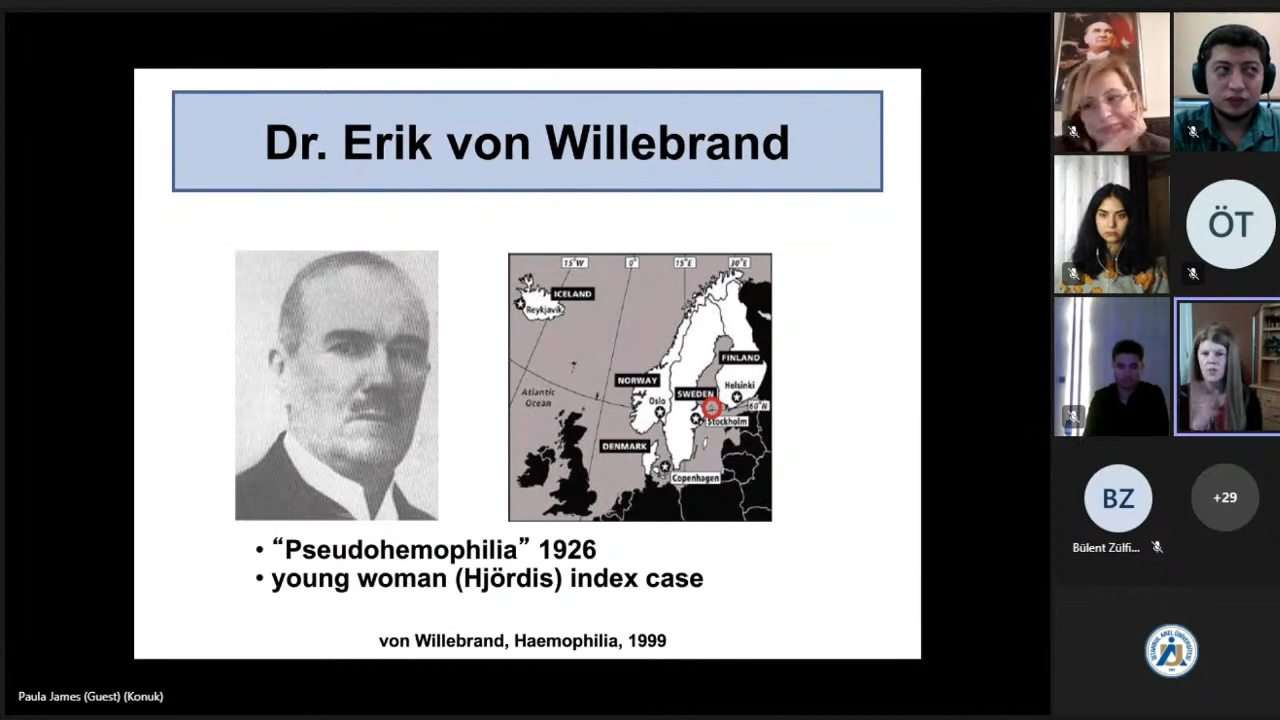 Dr. Erik von Willebrand
15°W
0°
15°E
30°E
ICELAND
Reykjavik
FINLAND
NORWAY
Helsinki
Atlantic
Ocean
SWEDEN
Oslo
60°N
Stockholm
DENMARK
Copenhagen
• “Pseudohemophilia” 1926
• young woman (Hjördis) index case
von Willebrand, Haemophilia, 1999
Paula James (Guest) (Konuk)
ÖT
BZ
+29
Bülent Zülfi...